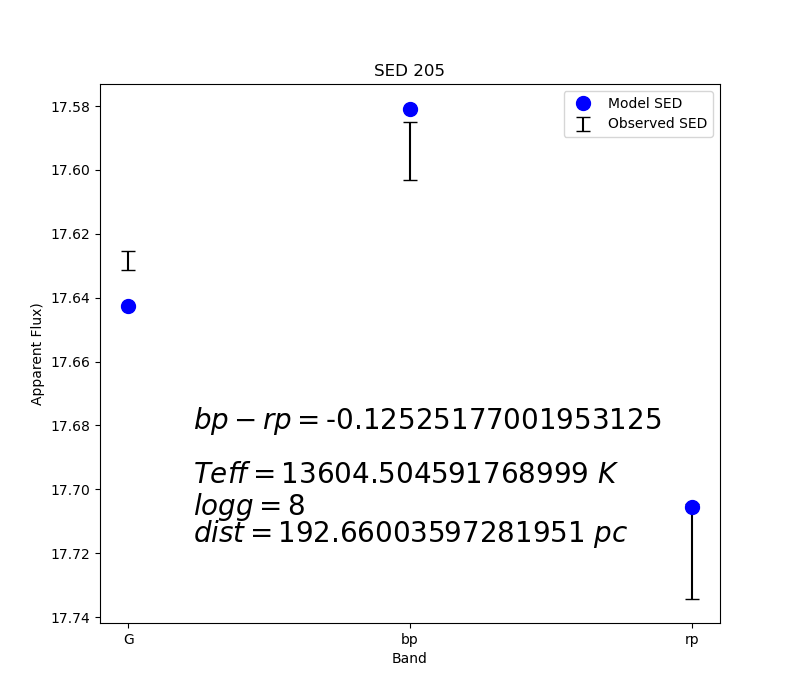 SED 205
Model SED
Observed SED
17.58
17.60
17.62
17.64
17.66
17.68
17.70
17.72
17.74
Apparent Flux)
bp − rp = -0.12525177001953125
Teff = 13604.504591768999 K
logg = 8
dist = 192.66003597281951 pc
G
bp
rp
Band